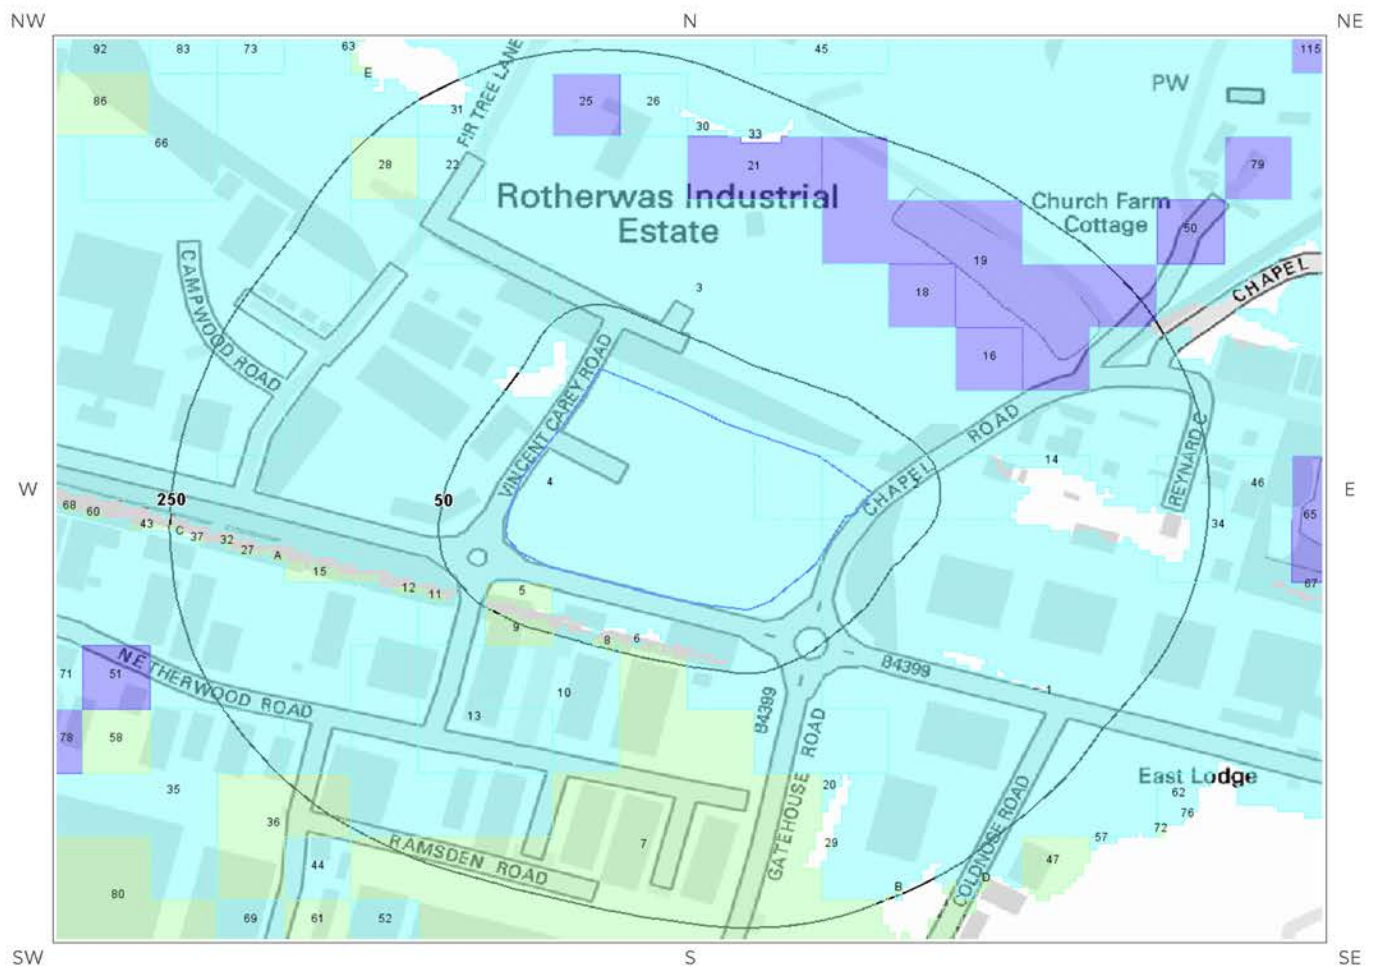 NW N NE
92 83 73 63 45 115
E
FIR TREE LANE
PW
86 31 25 26
30 33
66 28 22 21 79
Rotherwas Industrial
Estate
Church Farm
Cottage
50
19
CHAPEL
3
18
CAMPWOOD ROAD
16
VINCENT CAREY ROAD
CHAPEL ROAD
REYNARD C
14
W E
250 50
4
2
46
65
34
68 60 43 C 37 32 27 A
15 12 11
5
67
9 8 6
NETHERWOOD ROAD
71 51
B4399
1
10
13
B4399
GATEHOUSE ROAD
78 58
35
East Lodge
20
62
76
72
57
COLDNOSE ROAD
36
RAMSDEN ROAD
7
29
44
47
D
B
80
69 61 52
SW S SE